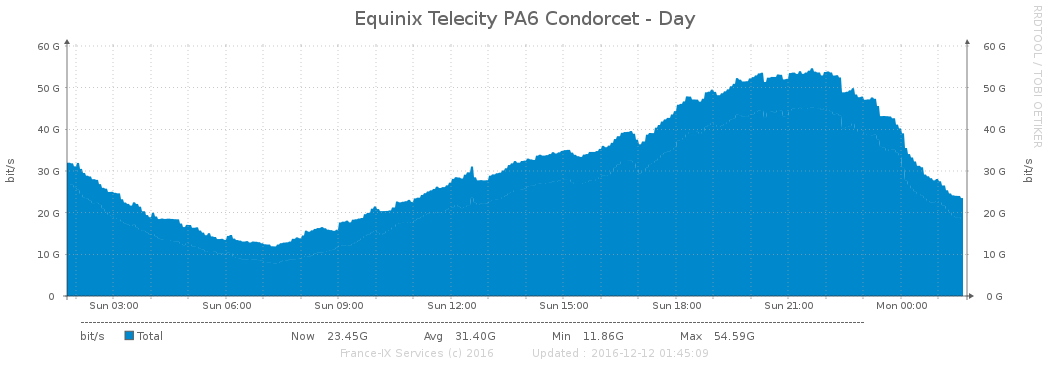 Equinix Telecity PA6 Condorcet - Day
RRDTOOL / TOBI OETIKER
60 G 60 G
50 G 50 G
40 G 40 G
30 G 30 G
20 G 20 G
10 G 10 G
0 0 G
bit/s bit/s
Sun 03:00 Sun 06:00 Sun 09:00 Sun 12:00 Sun 15:00 Sun 18:00 Sun 21:00 Mon 00:00
bit/s Total Now 23.45G Avg 31.40G Min 11.86G Max 54.59G
France-IX Services (c) 2016 Updated : 2016-12-12 01:45:09